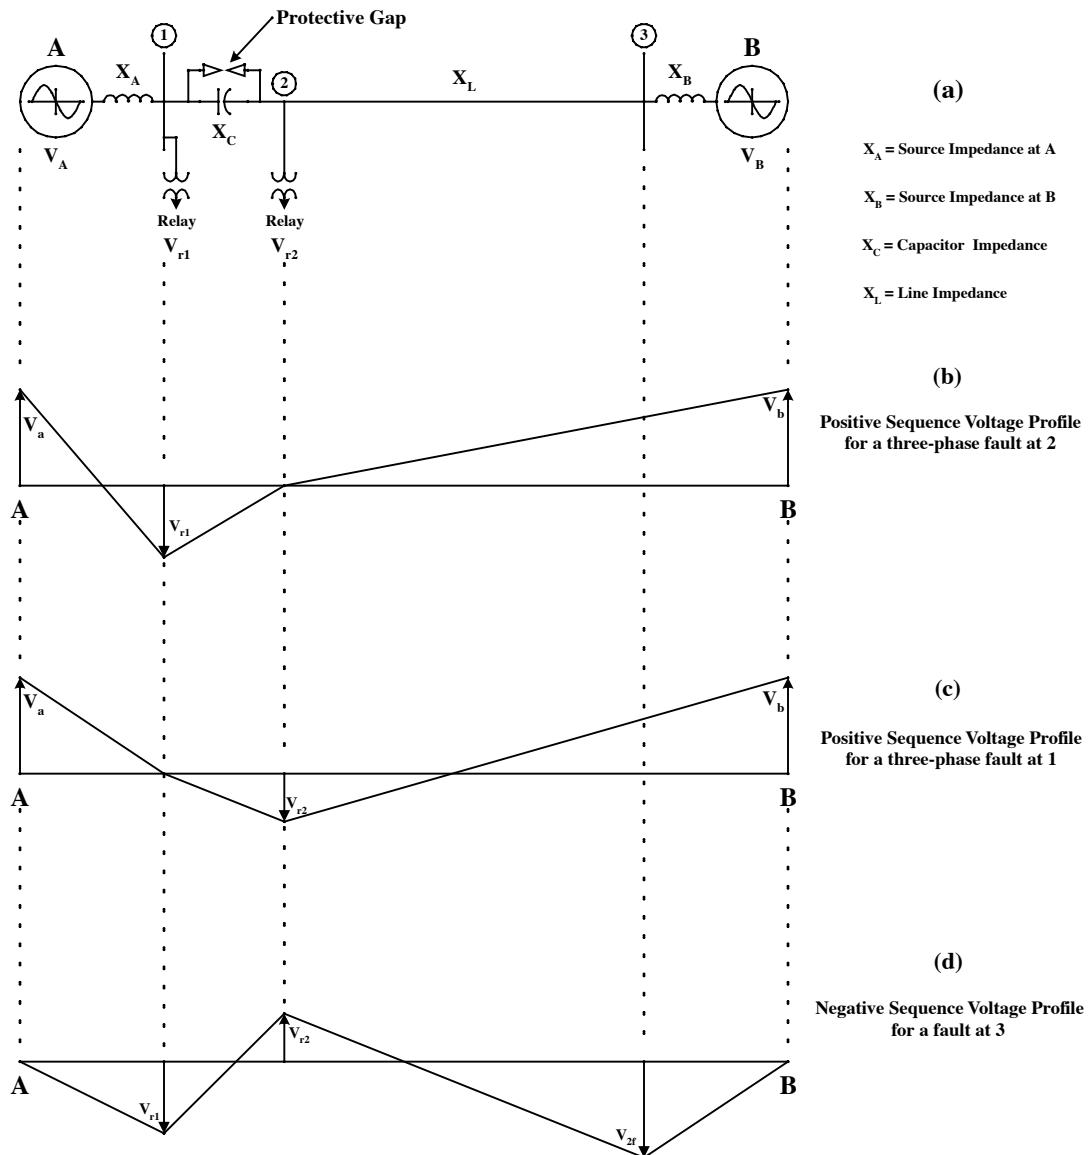 Protective Gap
1
3
A
B
X_A
2
X_L
X_B
(a)
X_C
V_A
V_B
X_A = Source Impedance at A
X_B = Source Impedance at B
Relay
Relay
V_r1
V_r2
X_C = Capacitor Impedance
X_L = Line Impedance
(b)
V_a
V_b
Positive Sequence Voltage Profile
for a three-phase fault at 2
A
B
V_r1
(c)
V_a
V_b
Positive Sequence Voltage Profile
for a three-phase fault at 1
A
B
V_r2
(d)
Negative Sequence Voltage Profile
for a fault at 3
V_r2
A
B
V_r1
V_2f